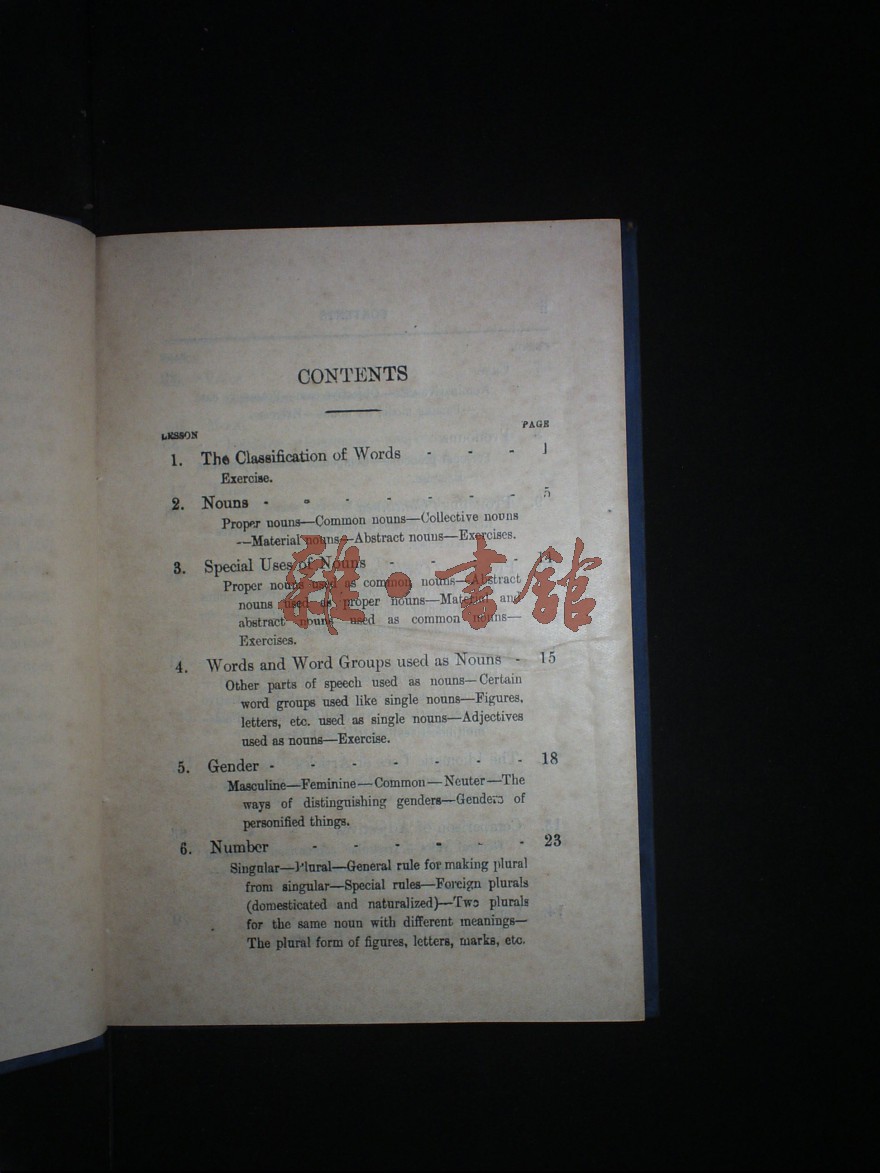 CONTENTS
LESSON PAGE
1. The Classification of Words - - - 1
Exercise.
2. Nouns - - - - - - - 5
Proper nouns—Common nouns—Collective nouns
—Material nouns—Abstract nouns—Exercises.
3. Special Uses of Nouns - - - -
Proper nouns used as common nouns—Abstract
nouns used as proper nouns—Material and
abstract nouns used as common nouns—
Exercises.
雜·書館
4. Words and Word Groups used as Nouns - 15
Other parts of speech used as nouns—Certain
word groups used like single nouns—Figures,
letters, etc. used as single nouns—Adjectives
used as nouns—Exercise.
5. Gender - - - - - - - 18
Masculine—Feminine—Common—Neuter—The
ways of distinguishing genders—Genders of
personified things.
6. Number - - - - - - 23
Singular—Plural—General rule for making plural
from singular—Special rules—Foreign plurals
(domesticated and naturalized)—Two plurals
for the same noun with different meanings—
The plural form of figures, letters, marks, etc.